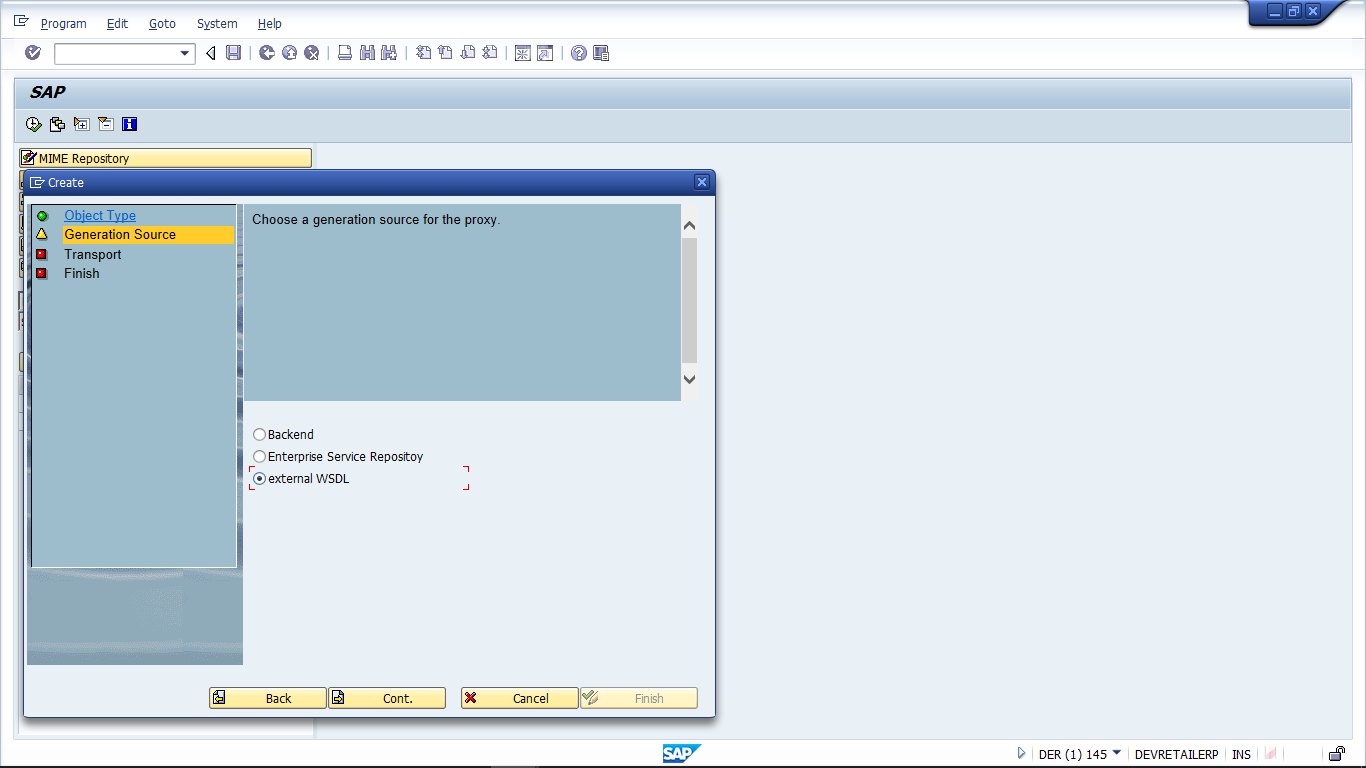 Program Edit Goto System Help
SAP
MIME Repository
Create
Object Type
Generation Source
Transport
Finish
Choose a generation source for the proxy.
Backend
Enterprise Service Repositoy
external WSDL
Back Cont. Cancel Finish
SAP DER (1) 145 DEVRETAILERP INS